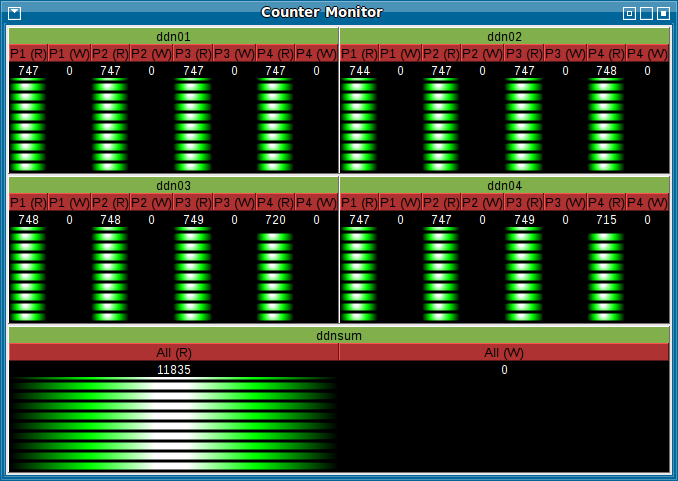 Counter Monitor
ddn01 ddn02
P1 (R) P1 (W) P2 (R) P2 (W) P3 (R) P3 (W) P4 (R) P4 (W) P1 (R) P1 (W) P2 (R) P2 (W) P3 (R) P3 (W) P4 (R) P4 (W)
747 0 747 0 747 0 747 0 744 0 747 0 747 0 748 0
ddn03 ddn04
P1 (R) P1 (W) P2 (R) P2 (W) P3 (R) P3 (W) P4 (R) P4 (W) P1 (R) P1 (W) P2 (R) P2 (W) P3 (R) P3 (W) P4 (R) P4 (W)
748 0 748 0 749 0 720 0 747 0 747 0 749 0 715 0
ddnsum
All (R) All (W)
11835 0